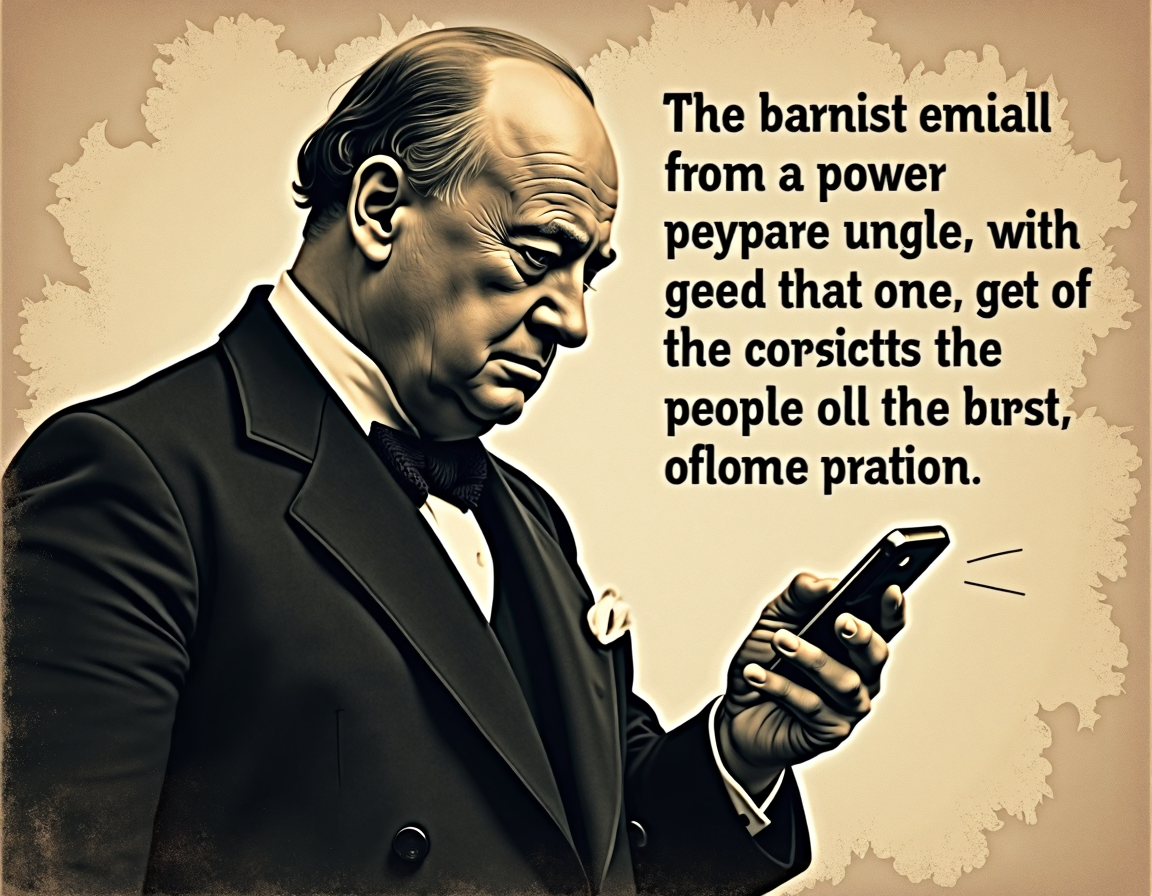 The barnist emiall
from a power
peypare ungle, with
geed that one, get of
the corsictts the
people oll the bırst,
oflome pration.